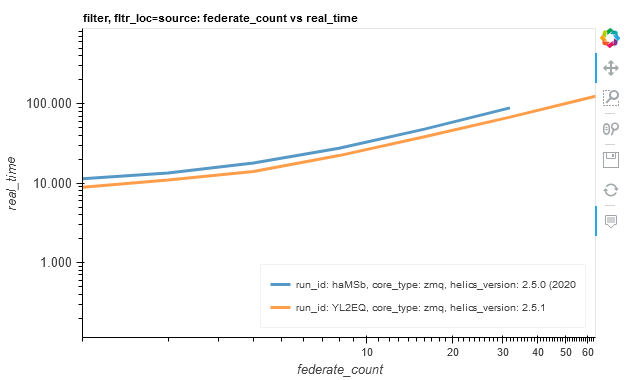 filter, fltr_loc=source: federate_count vs real_time
100.000
10.000
1.000
real_time
run_id: haMSb, core_type: zmq, helics_version: 2.5.0 (2020
run_id: YL2EQ, core_type: zmq, helics_version: 2.5.1
10
20
30
40
50
60
federate_count